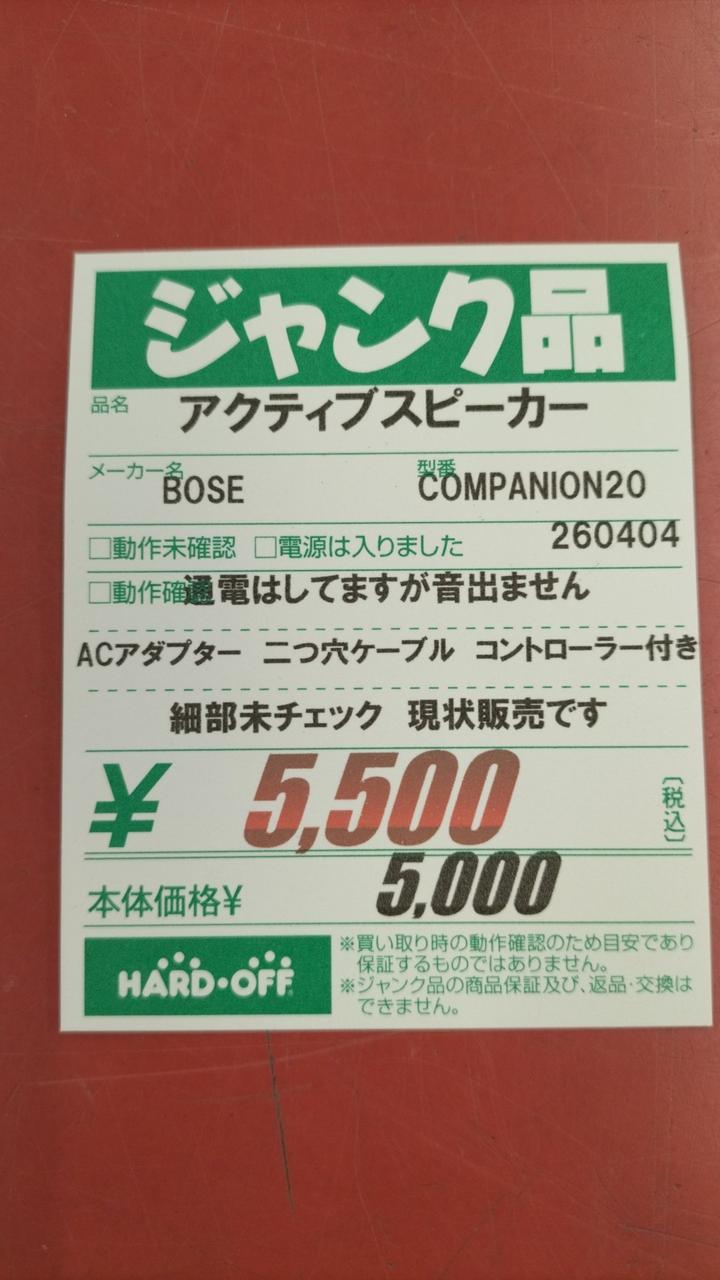 ジャンク品
品名 アクティブスピーカー
メーカー名 BOSE 型番 COMPANION20
□動作未確認 □電源は入りました 260404
□動作確認 通電はしてますが音出ません
ACアダプター 二つ穴ケーブル コントローラー付き
細部未チェック 現状販売です
¥ 5,500 〔税込〕
本体価格¥ 5,000
HARD・OFF
※買い取り時の動作確認のため目安であり
保証するものではありません。
※ジャンク品の商品保証及び、返品・交換は
できません。